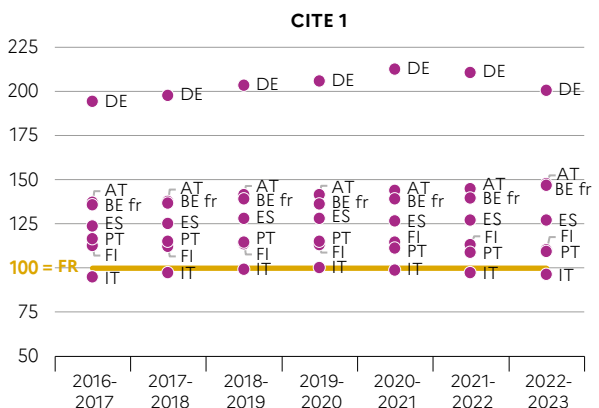 CITE 1
225
200
175
150
125
100 = FR
75
50
DE
AT
BE fr
ES
PT
FI
IT
DE
AT
BE fr
ES
PT
FI
IT
DE
AT
BE fr
ES
PT
FI
IT
DE
AT
BE fr
ES
PT
FI
IT
DE
AT
BE fr
ES
FI
PT
IT
DE
AT
BE fr
ES
FI
PT
IT
DE
AT
BE fr
ES
FI
PT
IT
2016-
2017
2017-
2018
2018-
2019
2019-
2020
2020-
2021
2021-
2022
2022-
2023